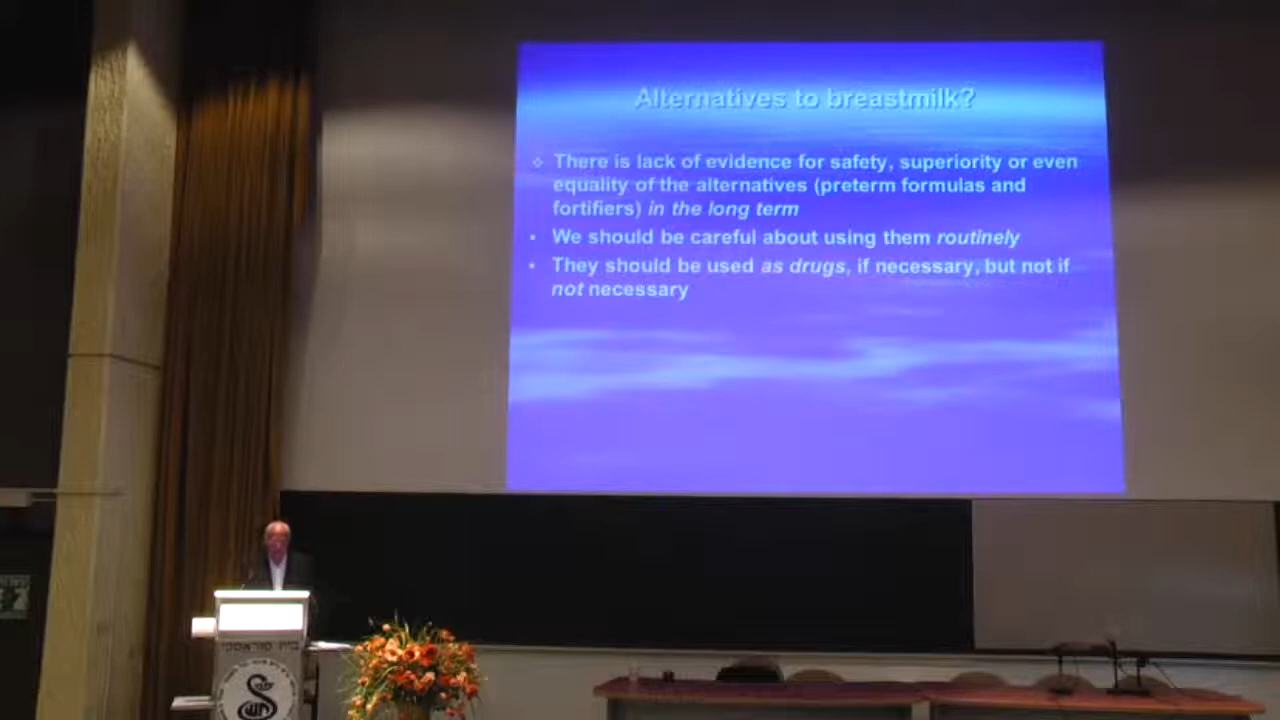 Alternatives to breastmilk?
There is lack of evidence for safety, superiority or even
equality of the alternatives (preterm formulas and
fortifiers) in the long term
We should be careful about using them routinely
They should be used as drugs, if necessary, but not if
not necessary